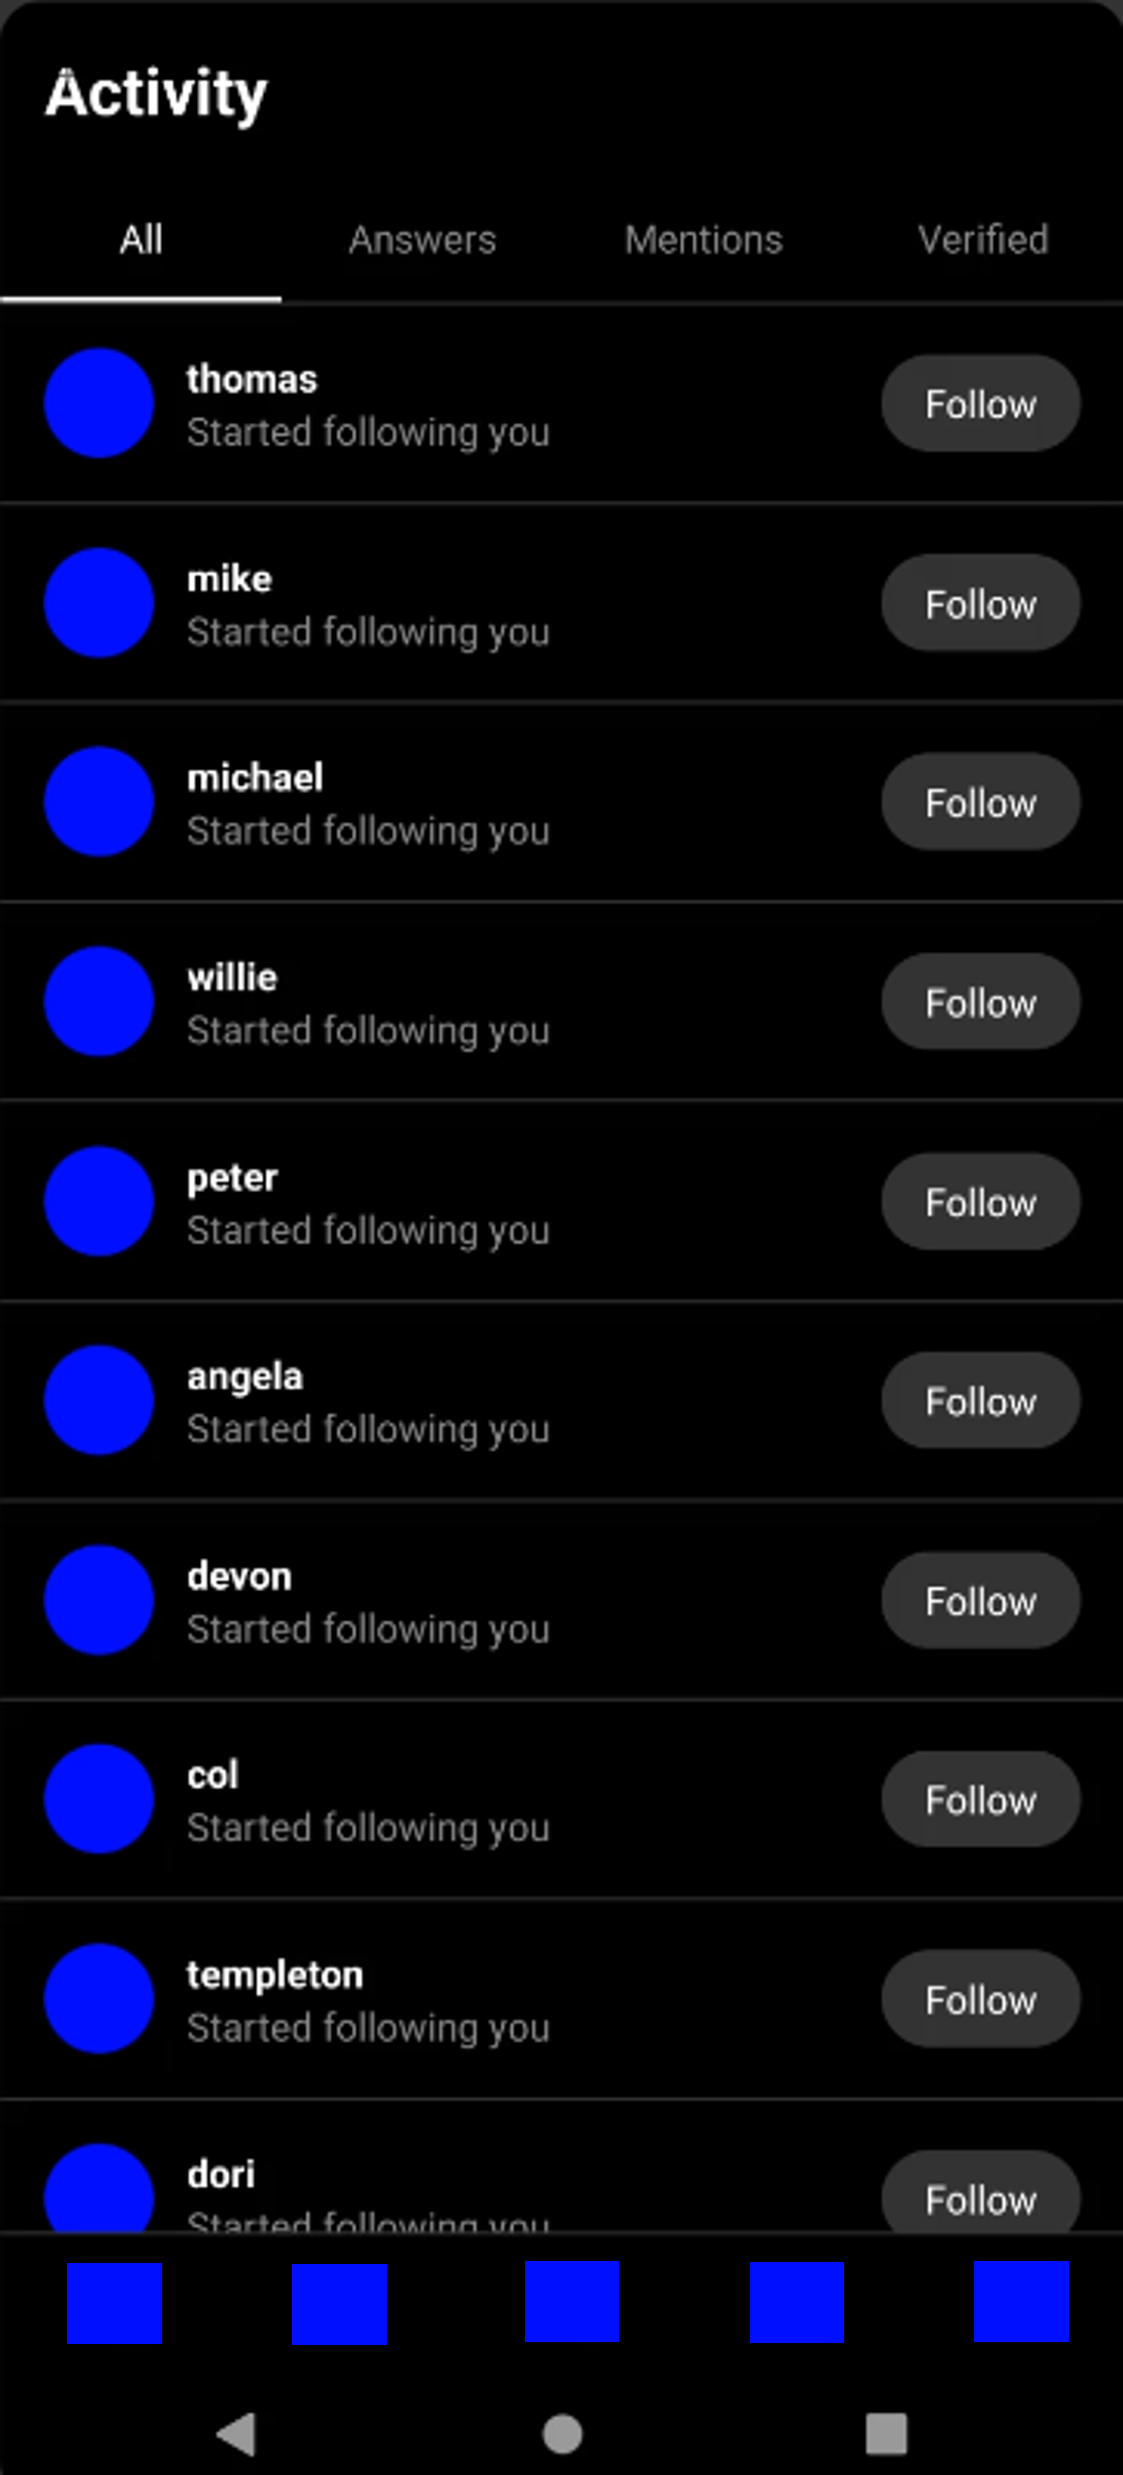 Activity
All Answers Mentions Verified
thomas
Started following you
Follow
mike
Started following you
Follow
michael
Started following you
Follow
willie
Started following you
Follow
peter
Started following you
Follow
angela
Started following you
Follow
devon
Started following you
Follow
col
Started following you
Follow
templeton
Started following you
Follow
dori
Started following you
Follow